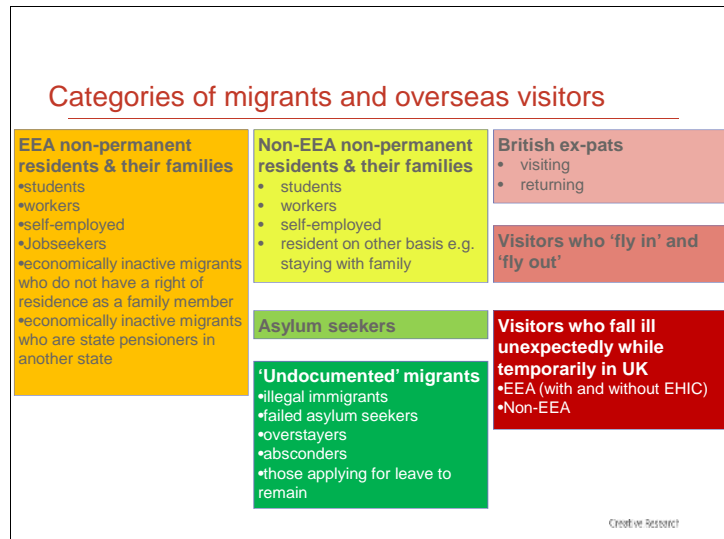 Categories of migrants and overseas visitors
EEA non-permanent
residents & their families
•students
•workers
•self-employed
•Jobseekers
•economically inactive migrants
who do not have a right of
residence as a family member
•economically inactive migrants
who are state pensioners in
another state
Non-EEA non-permanent
residents & their families
• students
• workers
• self-employed
• resident on other basis e.g.
staying with family
Asylum seekers
‘Undocumented’ migrants
•illegal immigrants
•failed asylum seekers
•overstayers
•absconders
•those applying for leave to
remain
British ex-pats
• visiting
• returning
Visitors who ‘fly in’ and
‘fly out’
Visitors who fall ill
unexpectedly while
temporarily in UK
•EEA (with and without EHIC)
•Non-EEA
Creative Research